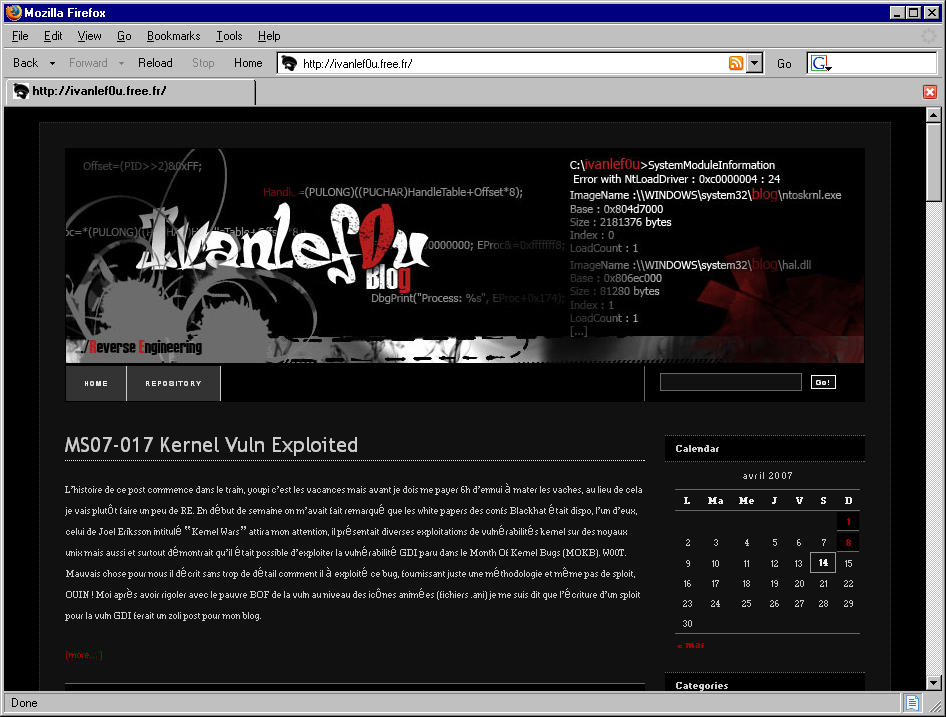 Mozilla Firefox
File Edit View Go Bookmarks Tools Help
Back Forward Reload Stop Home http://ivanlef0u.free.fr/ Go G
http://ivanlef0u.free.fr/
Offset=(PID>>2)&0xFF;
Handl =(PULONG)((PUCHAR)HandleTable+Offset*8);
oc=*(PULONG)((PUCHAR)HandleTable+Offset*8
0000000; EProc&=0xfffffff8;
Ivanlef0u
Blog
DbgPrint("Process: %s", EProc+0x174);
./Reverse Engineering
C:\ivanlef0u>SystemModuleInformation
Error with NtLoadDriver : 0xc0000004 : 24
ImageName :\\WINDOWS\system32\blog\ntoskrnl.exe
Base : 0x804d7000
Size : 2181376 bytes
Index : 0
LoadCount : 1
ImageName :\\WINDOWS\system32\blog\hal.dll
Base : 0x806ec000
Size : 81280 bytes
Index : 1
LoadCount : 1
[...]
HOME REPOSITORY Go!
MS07-017 Kernel Vuln Exploited
L'histoire de ce post commence dans le train, youpi c'est les vacances mais avant je dois me payer 6h d'ennui à mater les vaches, au lieu de cela
je vais plutôt faire un peu de RE. En début de semaine on m'avait fait remarqué que les white papers des confs Blackhat était dispo, l'un d'eux,
celui de Joel Eriksson intitulé "Kernel Wars" attira mon attention, il présentait diverses exploitations de vulnérabilités kernel sur des noyaux
unix mais aussi et surtout démontrait qu'il était possible d'exploiter la vulnérabilité GDI paru dans le Month Of Kernel Bugs (MOKB). W00T.
Mauvais chose pour nous il décrit sans trop de détail comment il à exploité ce bug, fournissant juste une méthodologie et même pas de sploit,
OUIN ! Moi après avoir rigoler avec le pauvre BOF de la vuln au niveau des icônes animées (fichiers .ani) je me suis dit que l'écriture d'un sploit
pour la vuln GDI ferait un zoli post pour mon blog.
(more...)
Calendar
avril 2007
L Ma Me J V S D
1
2 3 4 5 6 7 8
9 10 11 12 13 14 15
16 17 18 19 20 21 22
23 24 25 26 27 28 29
30
« mar
Categories
Done